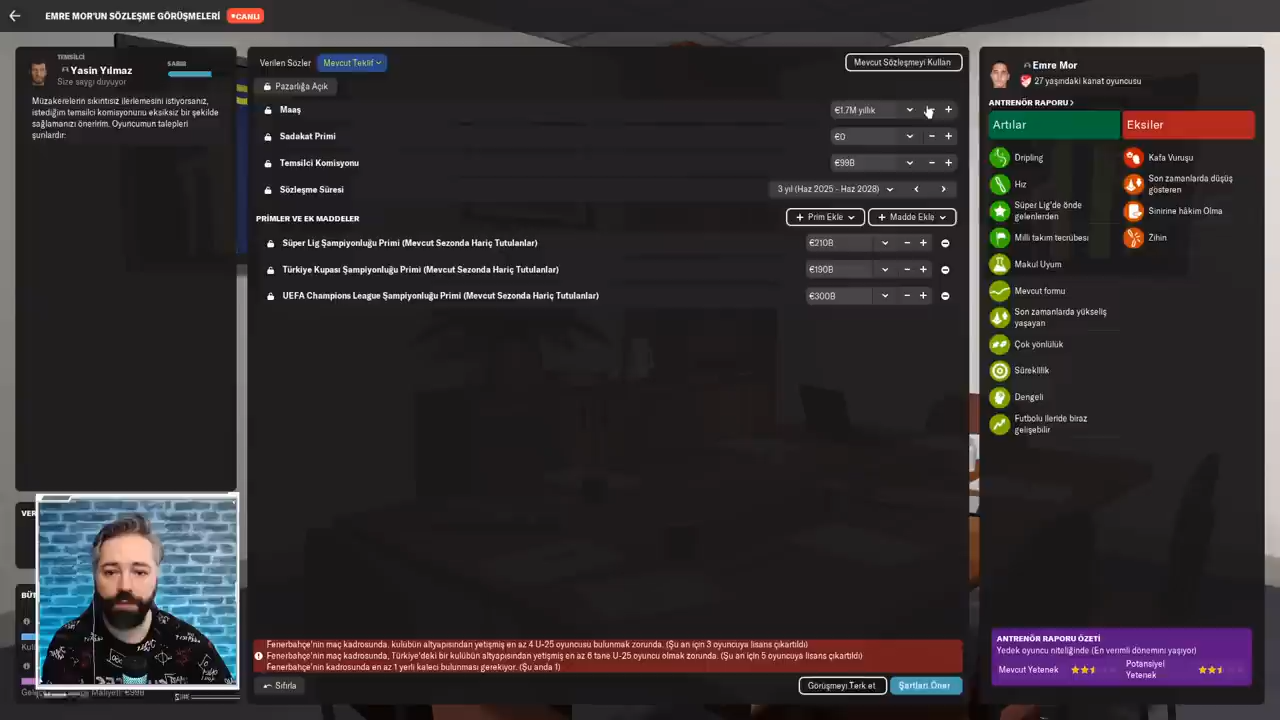 EMRE MOR'UN SÖZLEŞME GÖRÜŞMELERİ
CANLI
TEMSİLCİ
Yasin Yılmaz
Size saygı duyuyor
SABIR
Müzakerelerin sıkıntısız ilerlemesini istiyorsanız, istediğim temsilci komisyonunu eksiksiz bir şekilde sağlamanızı öneririm. Oyuncumun talepleri şunlardır:
Verilen Sözler
Mevcut Teklif
Mevcut Sözleşmeyi Kullan
Pazarlığa Açık
Maaş
€1.7M yıllık
Sadakat Primi
€0
Temsilci Komisyonu
€99B
Sözleşme Süresi
3 yıl (Haz 2025 - Haz 2028)
PRİMLER VE EK MADDELER
Prim Ekle
Madde Ekle
Süper Lig Şampiyonluğu Primi (Mevcut Sezonda Hariç Tutulanlar)
€210B
Türkiye Kupası Şampiyonluğu Primi (Mevcut Sezonda Hariç Tutulanlar)
€190B
UEFA Champions League Şampiyonluğu Primi (Mevcut Sezonda Hariç Tutulanlar)
€300B
Fenerbahçe'nin maç kadrosunda, kulübün altyapısından yetişmiş en az 4 U-25 oyuncusu bulunmak zorunda. (Şu an için 3 oyuncuya lisans çıkartıldı)
Fenerbahçe'nin maç kadrosunda, Türkiye'deki bir kulübün altyapısından yetişmiş en az 6 tane U-25 oyuncu olmak zorunda. (Şu an için 5 oyuncuya lisans çıkartıldı)
Fenerbahçe'nin kadrosunda en az 1 yerli kaleci bulunması gerekiyor. (Şu anda 1)
Sıfırla
Görüşmeyi Terk et
Şartları Öner
Emre Mor
27 yaşındaki kanat oyuncusu
ANTRENÖR RAPORU
Artılar
Eksiler
Dripling
Hız
Süper Lig'de önde gelenlerden
Milli takım tecrübesi
Makul Uyum
Mevcut formu
Son zamanlarda yükseliş yaşayan
Çok yönlülük
Süreklilik
Dengeli
Futbolu ileride biraz gelişebilir
Kafa Vuruşu
Son zamanlarda düşüş gösteren
Sinirine hâkim Olma
Zihin
ANTRENÖR RAPORU ÖZETİ
Yedek oyuncu niteliğinde (En verimli dönemini yaşıyor)
Mevcut Yetenek
Potansiyel Yetenek